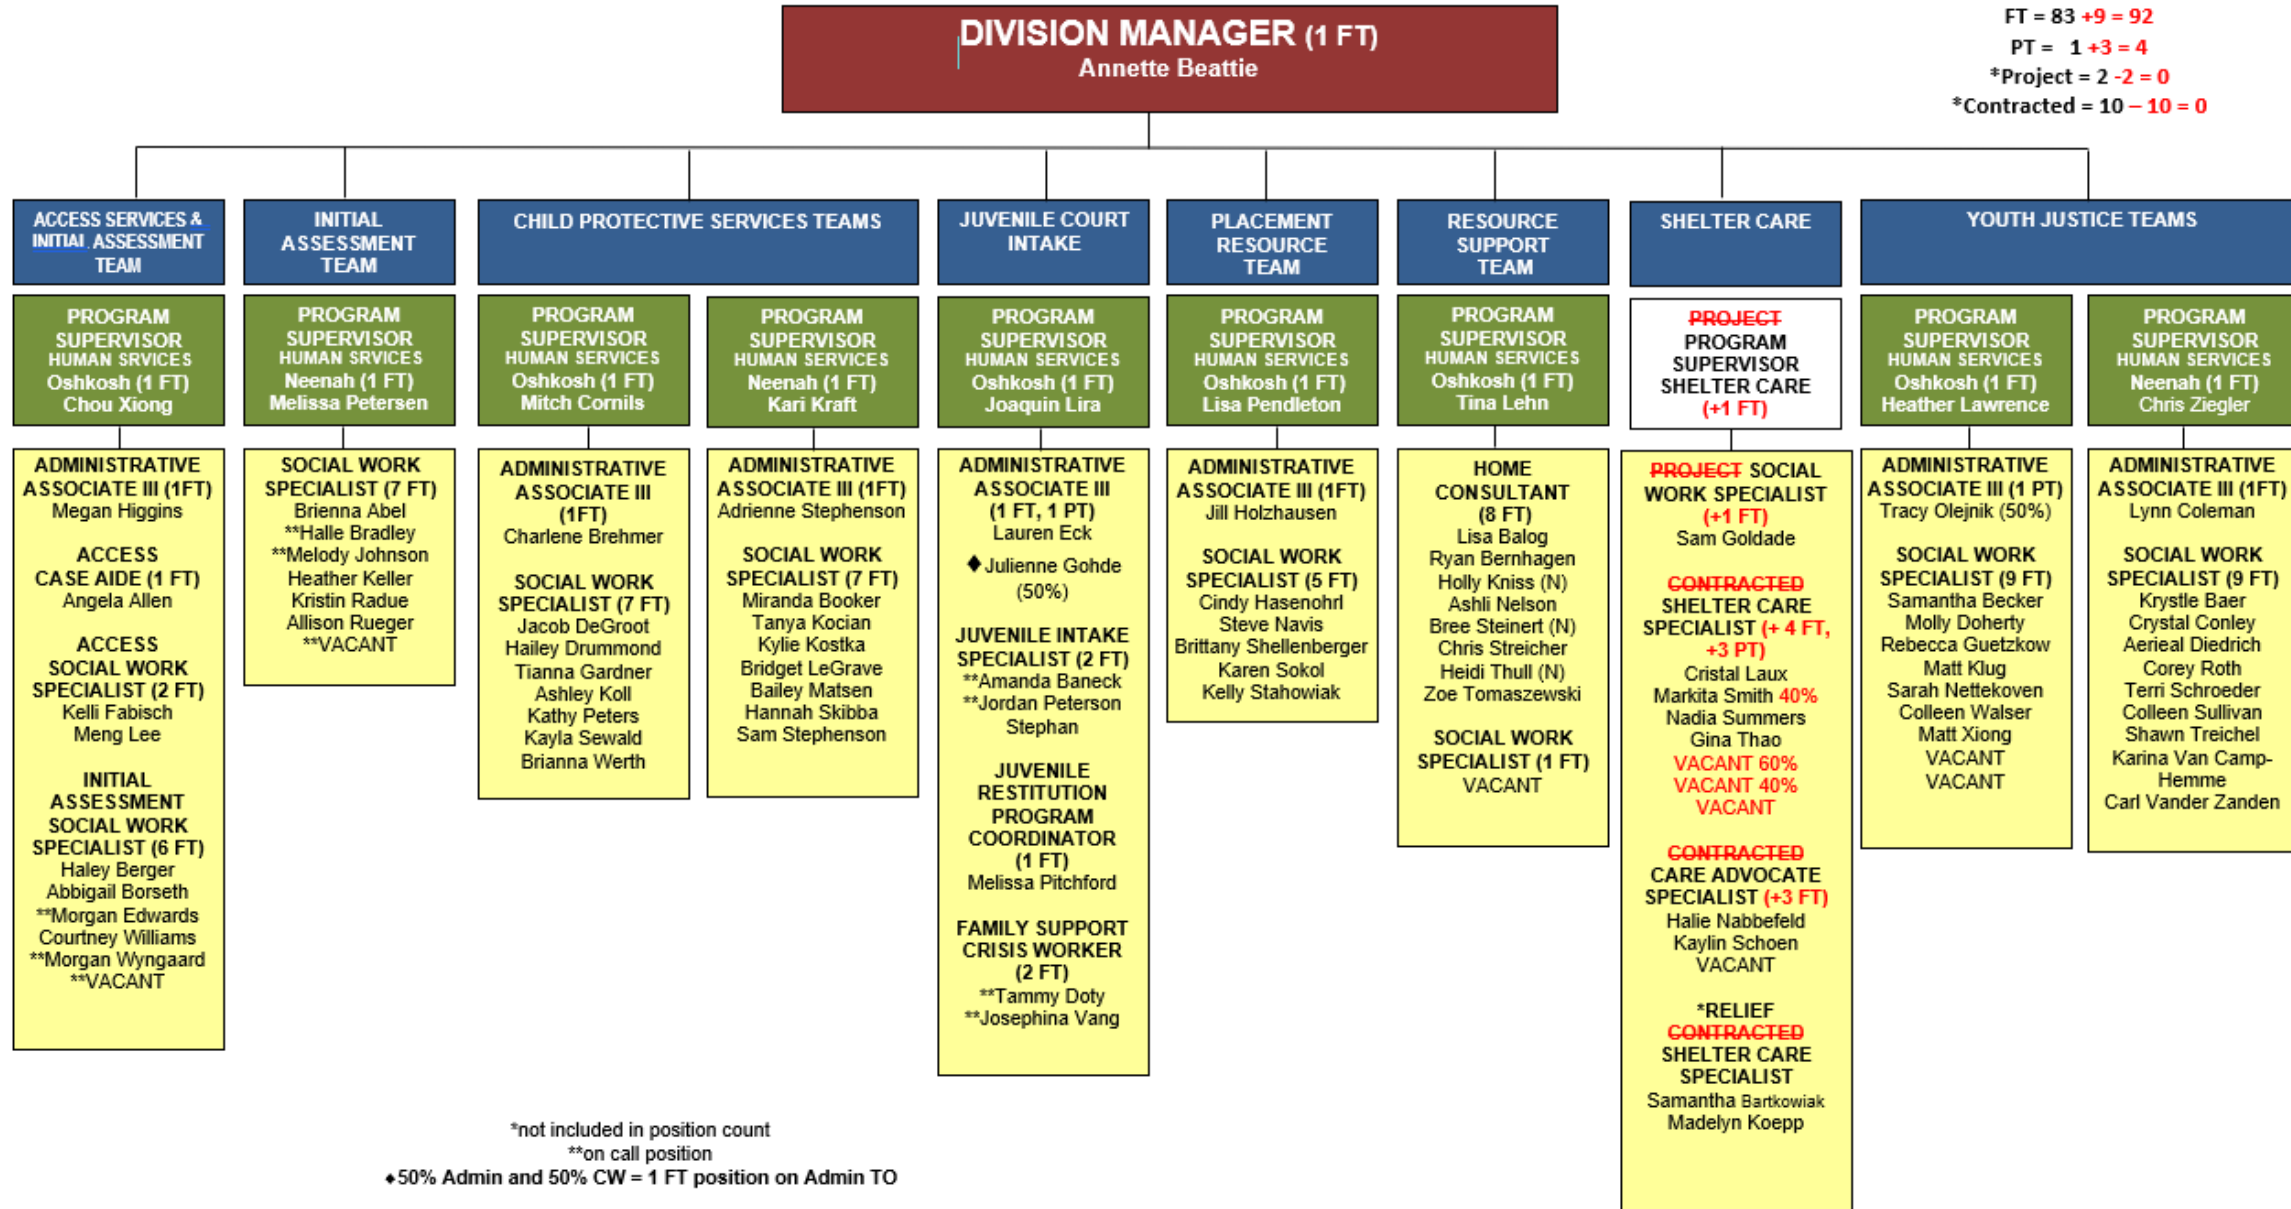 DIVISION MANAGER (1 FT)
Annette Beattie
FT = 83 +9 = 92
PT = 1 +3 = 4
*Project = 2 -2 = 0
*Contracted = 10 – 10 = 0
ACCESS SERVICES &
INITIAL ASSESSMENT
TEAM
PROGRAM
SUPERVISOR
HUMAN SRVICES
Oshkosh (1 FT)
Chou Xiong
ADMINISTRATIVE
ASSOCIATE III (1FT)
Megan Higgins
ACCESS
CASE AIDE (1 FT)
Angela Allen
ACCESS
SOCIAL WORK
SPECIALIST (2 FT)
Kelli Fabisch
Meng Lee
INITIAL
ASSESSMENT
SOCIAL WORK
SPECIALIST (6 FT)
Haley Berger
Abbigail Borseth
**Morgan Edwards
Courtney Williams
**Morgan Wyngaard
**VACANT
INITIAL
ASSESSMENT
TEAM
PROGRAM
SUPERVISOR
HUMAN SRVICES
Neenah (1 FT)
Melissa Petersen
SOCIAL WORK
SPECIALIST (7 FT)
Brienna Abel
**Halle Bradley
**Melody Johnson
Heather Keller
Kristin Radue
Allison Rueger
**VACANT
CHILD PROTECTIVE SERVICES TEAMS
PROGRAM
SUPERVISOR
HUMAN SRVICES
Oshkosh (1 FT)
Mitch Cornils
ADMINISTRATIVE
ASSOCIATE III
(1FT)
Charlene Brehmer
SOCIAL WORK
SPECIALIST (7 FT)
Jacob DeGroot
Hailey Drummond
Tianna Gardner
Ashley Koll
Kathy Peters
Kayla Sewald
Brianna Werth
PROGRAM
SUPERVISOR
HUMAN SRVICES
Neenah (1 FT)
Kari Kraft
ADMINISTRATIVE
ASSOCIATE III (1FT)
Adrienne Stephenson
SOCIAL WORK
SPECIALIST (7 FT)
Miranda Booker
Tanya Kocian
Kylie Kostka
Bridget LeGrave
Bailey Matsen
Hannah Skibba
Sam Stephenson
JUVENILE COURT
INTAKE
PROGRAM
SUPERVISOR
HUMAN SRVICES
Oshkosh (1 FT)
Joaquin Lira
ADMINISTRATIVE
ASSOCIATE III
(1 FT, 1 PT)
Lauren Eck
♦Julienne Gohde
(50%)
JUVENILE INTAKE
SPECIALIST (2 FT)
**Amanda Baneck
**Jordan Peterson
Stephan
JUVENILE
RESTITUTION
PROGRAM
COORDINATOR
(1 FT)
Melissa Pitchford
FAMILY SUPPORT
CRISIS WORKER
(2 FT)
**Tammy Doty
**Josephina Vang
PLACEMENT
RESOURCE
TEAM
PROGRAM
SUPERVISOR
HUMAN SRVICES
Oshkosh (1 FT)
Lisa Pendleton
ADMINISTRATIVE
ASSOCIATE III (1FT)
Jill Holzhausen
SOCIAL WORK
SPECIALIST (5 FT)
Cindy Hasenohrl
Steve Navis
Brittany Shellenberger
Karen Sokol
Kelly Stahowiak
RESOURCE
SUPPORT
TEAM
PROGRAM
SUPERVISOR
HUMAN SRVICES
Oshkosh (1 FT)
Tina Lehn
HOME
CONSULTANT
(8 FT)
Lisa Balog
Ryan Bernhagen
Holly Kniss (N)
Ashli Nelson
Bree Steinert (N)
Chris Streicher
Heidi Thull (N)
Zoe Tomaszewski
SOCIAL WORK
SPECIALIST (1 FT)
VACANT
SHELTER CARE
PROJECT
PROGRAM
SUPERVISOR
SHELTER CARE
(+1 FT)
PROJECT SOCIAL
WORK SPECIALIST
(+1 FT)
Sam Goldade
CONTRACTED
SHELTER CARE
SPECIALIST (+ 4 FT,
+3 PT)
Cristal Laux
Markita Smith 40%
Nadia Summers
Gina Thao
VACANT 60%
VACANT 40%
VACANT
CONTRACTED
CARE ADVOCATE
SPECIALIST (+3 FT)
Halie Nabbefeld
Kaylin Schoen
VACANT
*RELIEF
CONTRACTED
SHELTER CARE
SPECIALIST
Samantha Bartkowiak
Madelyn Koepp
YOUTH JUSTICE TEAMS
PROGRAM
SUPERVISOR
HUMAN SRVICES
Oshkosh (1 FT)
Heather Lawrence
ADMINISTRATIVE
ASSOCIATE III (1 PT)
Tracy Olejnik (50%)
SOCIAL WORK
SPECIALIST (9 FT)
Samantha Becker
Molly Doherty
Rebecca Guetzkow
Matt Klug
Sarah Nettekoven
Colleen Walser
Matt Xiong
VACANT
VACANT
PROGRAM
SUPERVISOR
HUMAN SRVICES
Neenah (1 FT)
Chris Ziegler
ADMINISTRATIVE
ASSOCIATE III (1FT)
Lynn Coleman
SOCIAL WORK
SPECIALIST (9 FT)
Krystle Baer
Crystal Conley
Aerieal Diedrich
Corey Roth
Terri Schroeder
Colleen Sullivan
Shawn Treichel
Karina Van Camp-
Hemme
Carl Vander Zanden
*not included in position count
**on call position
♦50% Admin and 50% CW = 1 FT position on Admin TO